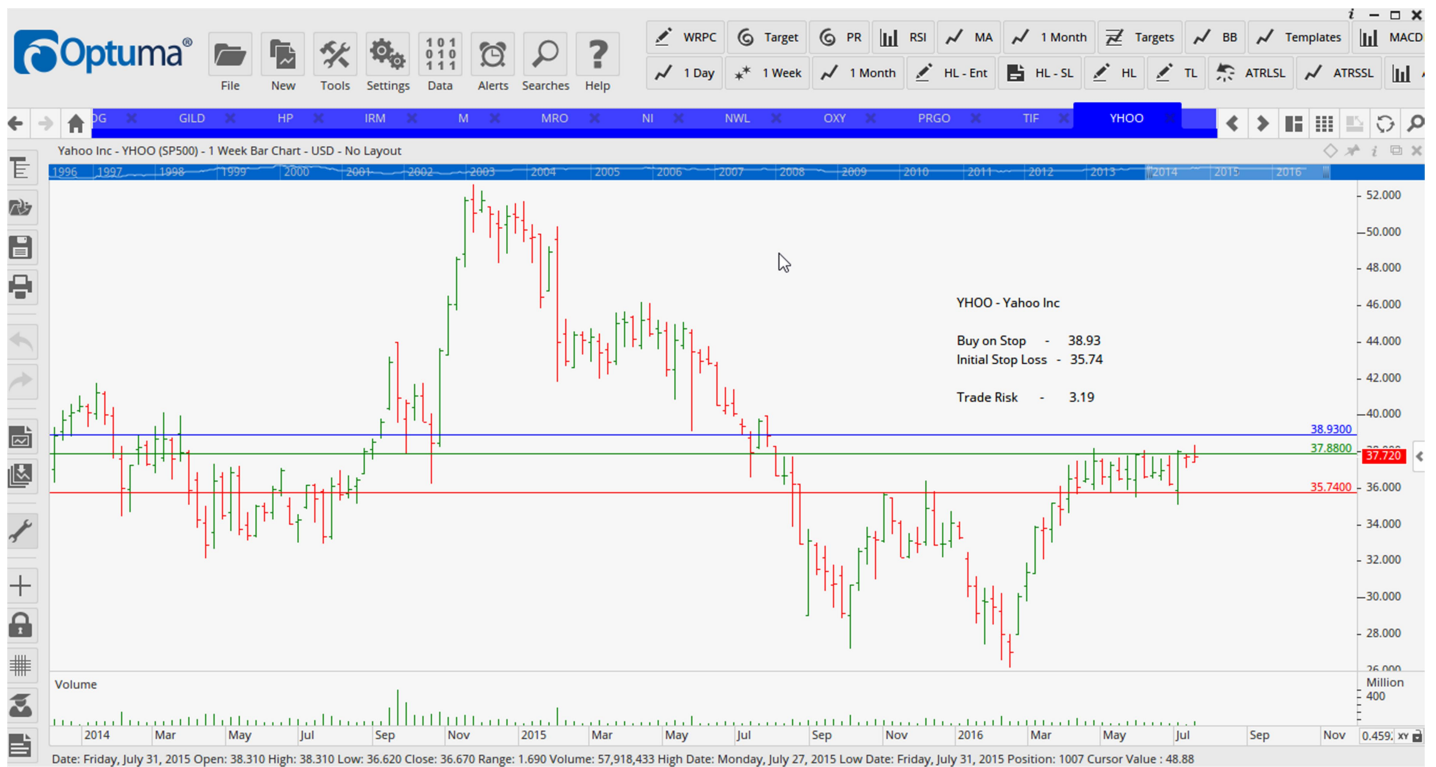 Optuma®
File New Tools Settings Data Alerts Searches Help
WRPC Target PR RSI MA 1 Month Targets BB Templates MACD
1 Day 1 Week 1 Month HL - Ent HL - SL HL TL ATRLSL ATRSSL
OG GILD HP IRM M MRO NI NWL OXY PRGO TIF YHOO
Yahoo Inc - YHOO (SP500) - 1 Week Bar Chart - USD - No Layout
1996 1997 1998 1999 2000 2001 2002 2003 2004 2005 2006 2007 2008 2009 2010 2011 2012 2013 2014 2015 2016
52.000
50.000
48.000
YHOO - Yahoo Inc
46.000
Buy on Stop - 38.93
44.000
Initial Stop Loss - 35.74
42.000
Trade Risk - 3.19
40.000
38.9300
37.8800
37.720
35.7400
36.000
34.000
32.000
30.000
28.000
26.000
Volume
Million
400
2014 Mar May Jul Sep Nov 2015 Mar May Jul Sep Nov 2016 Mar May Jul Sep Nov 0.459 XY
Date: Friday, July 31, 2015 Open: 38.310 High: 38.310 Low: 36.620 Close: 36.670 Range: 1.690 Volume: 57,918,433 High Date: Monday, July 27, 2015 Low Date: Friday, July 31, 2015 Position: 1007 Cursor Value : 48.88